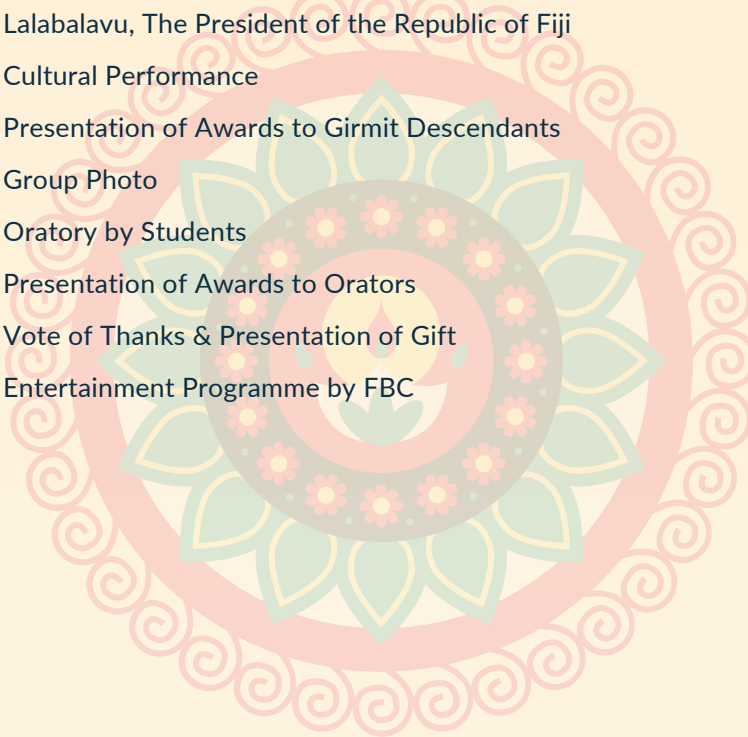 Lalabalavu, The President of the Republic of Fiji
Cultural Performance
Presentation of Awards to Girmit Descendants
Group Photo
Oratory by Students
Presentation of Awards to Orators
Vote of Thanks & Presentation of Gift
Entertainment Programme by FBC